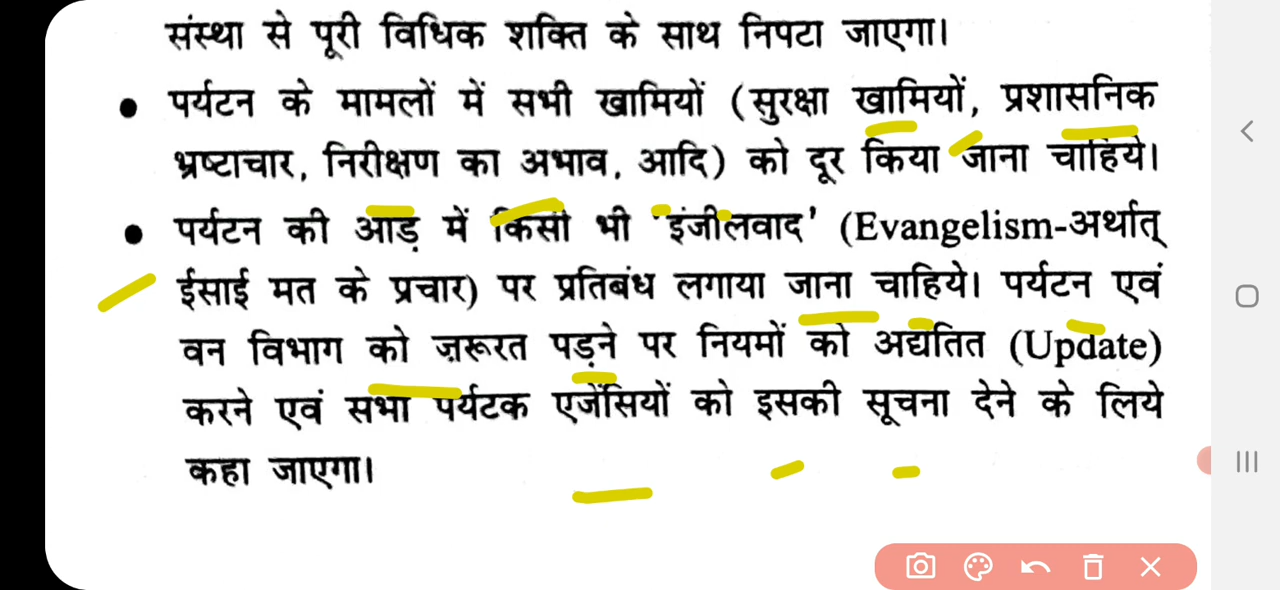 संस्था से पूरी विधिक शक्ति के साथ निपटा जाएगा।
● पर्यटन के मामलों में सभी खामियों (सुरक्षा खामियों, प्रशासनिक
भ्रष्टाचार, निरीक्षण का अभाव, आदि) को दूर किया जाना चाहिये।
● पर्यटन की आड़ में किसी भी 'इंजीलवाद' (Evangelism-अर्थात्
ईसाई मत के प्रचार) पर प्रतिबंध लगाया जाना चाहिये। पर्यटन एवं
वन विभाग को ज़रूरत पड़ने पर नियमों को अद्यतित (Update)
करने एवं सभी पर्यटक एजेंसियों को इसकी सूचना देने के लिये
कहा जाएगा।